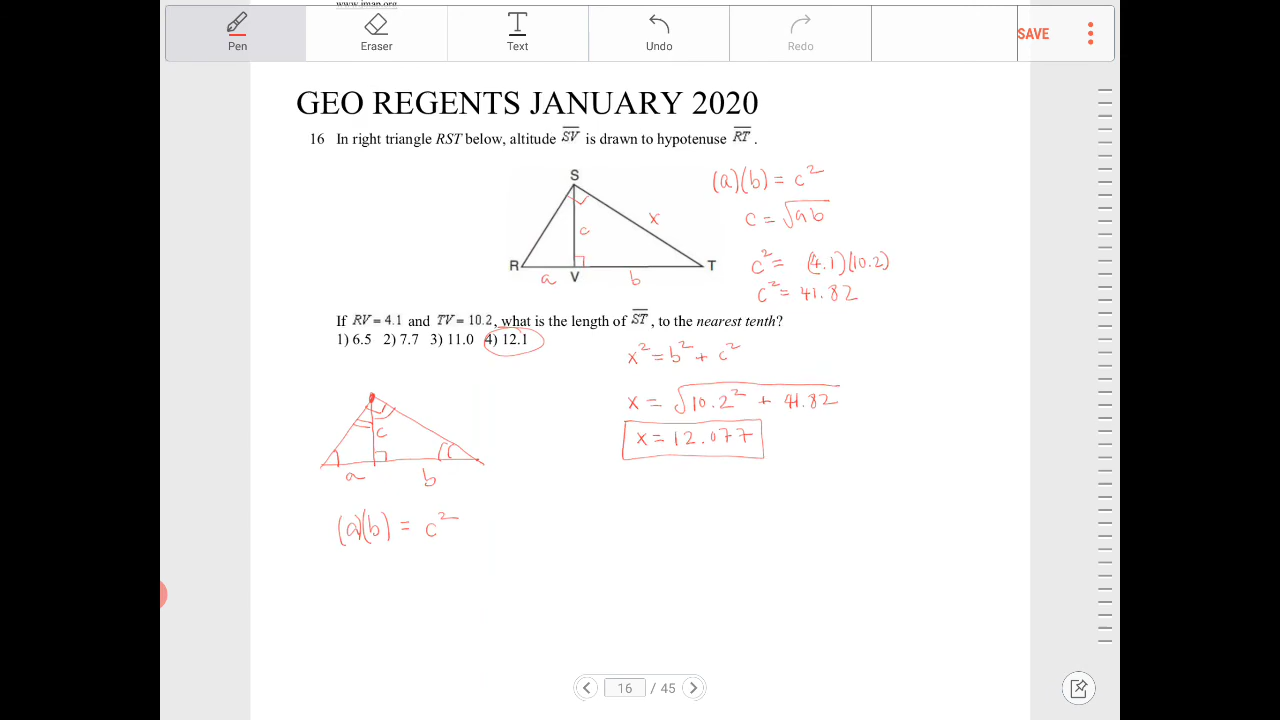 www.jmap.org
Pen
Eraser
T
Text
Undo
Redo
SAVE
GEO REGENTS JANUARY 2020
16 In right triangle RST below, altitude SV is drawn to hypotenuse RT.
S
R
V
T
a
b
c
x
(a)(b) = c²
c = √ab
c² = (4.1)(10.2)
c² = 41.82
If RV = 4.1 and TV = 10.2, what is the length of ST, to the nearest tenth?
1) 6.5 2) 7.7 3) 11.0 4) 12.1
x² = b² + c²
x = √10.2² + 41.82
x = 12.077
c
a
b
(a)(b) = c²
16 / 45